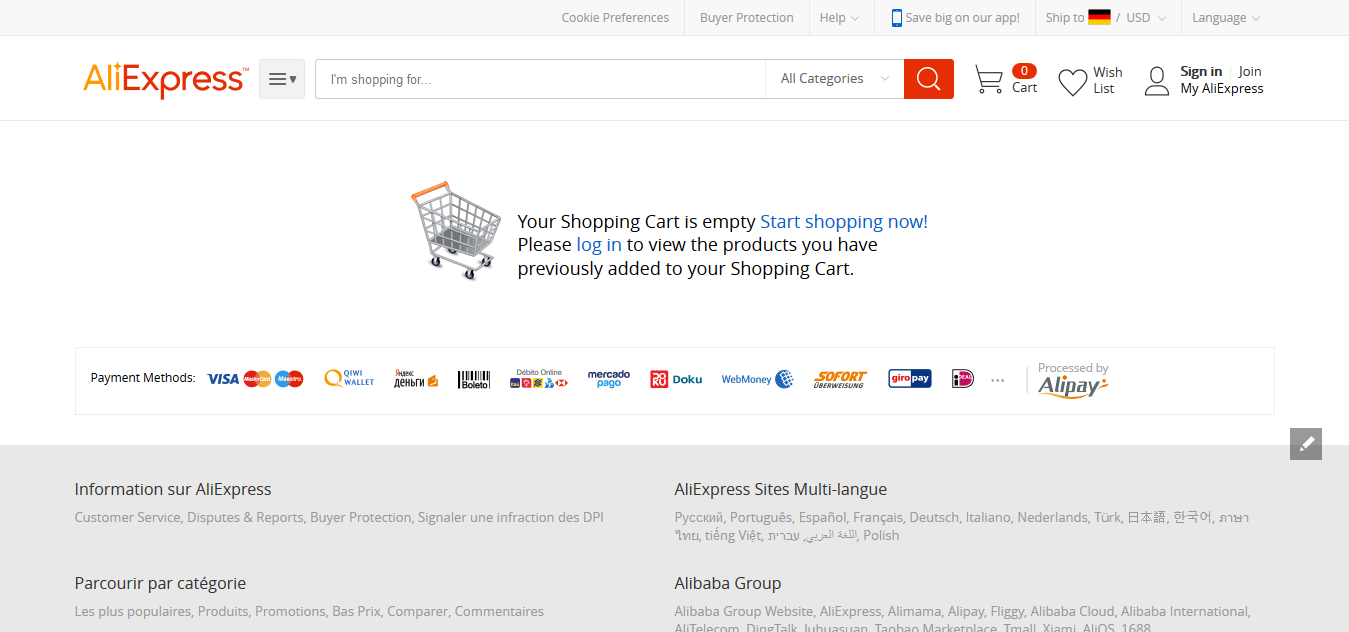 Cookie Preferences
Buyer Protection
Help
Save big on our app!
Ship to / USD
Language
AliExpress™
I'm shopping for...
All Categories
0
Cart
Wish
List
Sign in Join
My AliExpress
Your Shopping Cart is empty Start shopping now!
Please log in to view the products you have
previously added to your Shopping Cart.
Payment Methods: VISA MasterCard Maestro QIWI WALLET Яндекс деньги Boleto Débito Online mercado pago Doku WebMoney SOFORT ÜBERWEISUNG giropay iDEAL ...
Processed by
Alipay
Information sur AliExpress
Customer Service, Disputes & Reports, Buyer Protection, Signaler une infraction des DPI
AliExpress Sites Multi-langue
Русский, Português, Español, Français, Deutsch, Italiano, Nederlands, Türk, 日本語, 한국어, ภาษา
ไทย, tiếng Việt, اللغة العربي, עברית, Polish
Parcourir par catégorie
Les plus populaires, Produits, Promotions, Bas Prix, Comparer, Commentaires
Alibaba Group
Alibaba Group Website, AliExpress, Alimama, Alipay, Fliggy, Alibaba Cloud, Alibaba International,
AliTelecom, DingTalk, Juhuasuan, Taobao Marketplace, Tmall, Xiami, AliOS, 1688